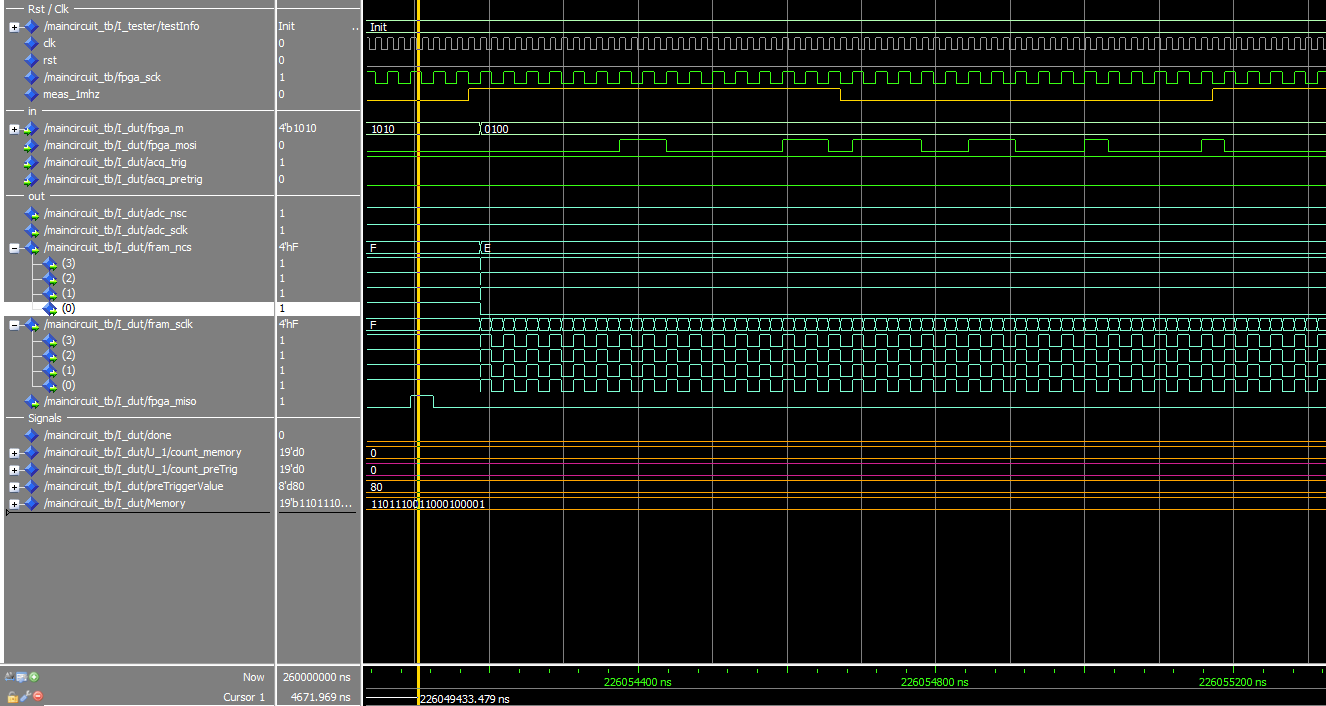 Rst / Clk
/maincircuit_tb/I_tester/testInfo Init .. Init
clk 0
rst 0
/maincircuit_tb/fpga_sck 1
meas_1mhz 0
in
/maincircuit_tb/I_dut/fpga_m 4'b1010 1010 0100
/maincircuit_tb/I_dut/fpga_mosi 0
/maincircuit_tb/I_dut/acq_trig 1
/maincircuit_tb/I_dut/acq_pretrig 0
out
/maincircuit_tb/I_dut/adc_nsc 1
/maincircuit_tb/I_dut/adc_sclk 1
/maincircuit_tb/I_dut/fram_ncs 4'hF F E
(3) 1
(2) 1
(1) 1
(0) 1
/maincircuit_tb/I_dut/fram_sclk 4'hF F
(3) 1
(2) 1
(1) 1
(0) 1
/maincircuit_tb/I_dut/fpga_miso 1
Signals
/maincircuit_tb/I_dut/done 0
/maincircuit_tb/I_dut/U_1/count_memory 19'd0 0
/maincircuit_tb/I_dut/U_1/count_preTrig 19'd0 0
/maincircuit_tb/I_dut/preTriggerValue 8'd80 80
/maincircuit_tb/I_dut/Memory 19'b1101110... 1101110011000100001
Now 260000000 ns 226054400 ns 226054800 ns 226055200 ns
Cursor 1 4671.969 ns 226049433.479 ns